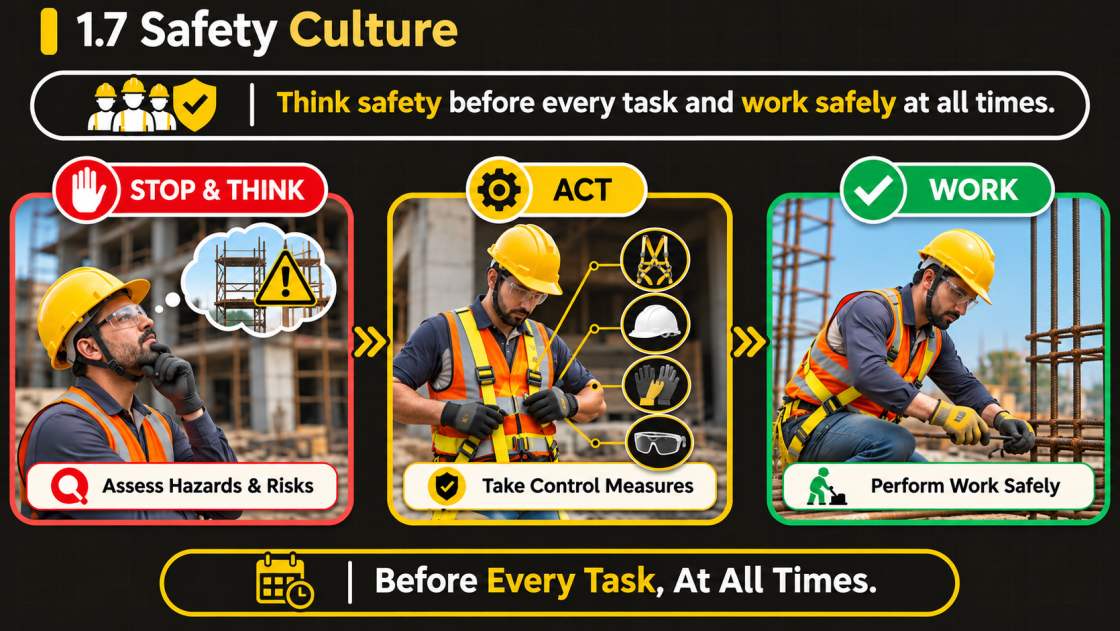 1.7 Safety Culture
Think safety before every task and work safely at all times.
STOP & THINK
ACT
WORK
Assess Hazards & Risks
Take Control Measures
Perform Work Safely
Before Every Task, At All Times.